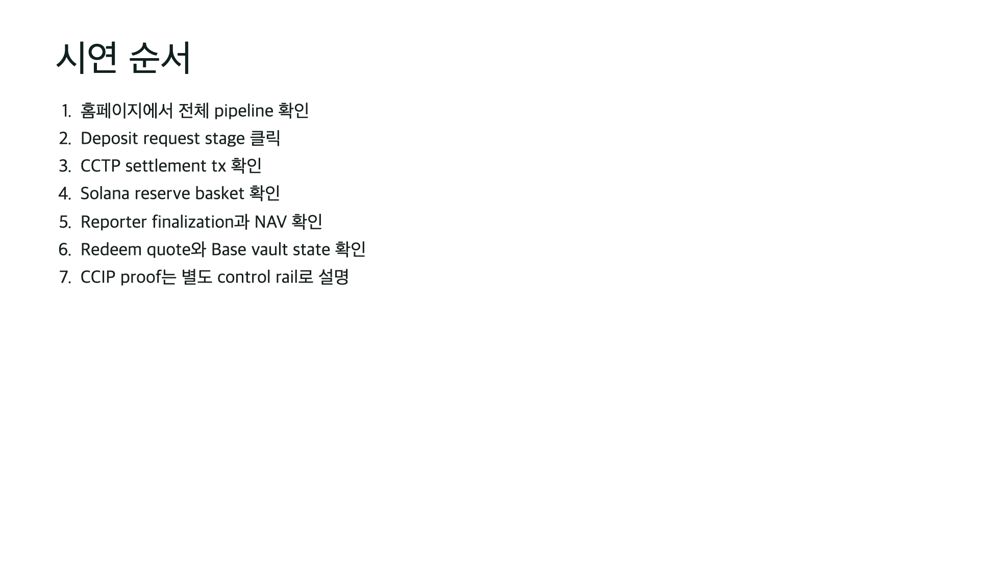 시연 순서
1. 홈페이지에서 전체 pipeline 확인
2. Deposit request stage 클릭
3. CCTP settlement tx 확인
4. Solana reserve basket 확인
5. Reporter finalization과 NAV 확인
6. Redeem quote와 Base vault state 확인
7. CCIP proof는 별도 control rail로 설명